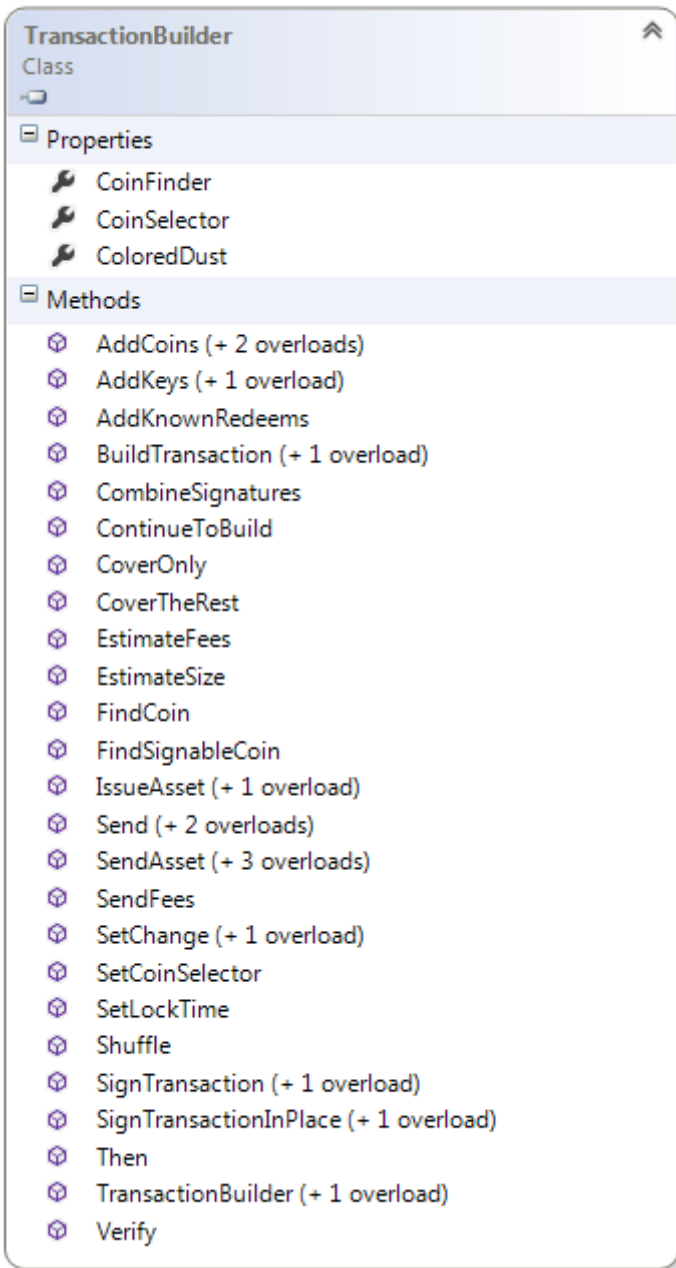 TransactionBuilder
Class
Properties
CoinFinder
CoinSelector
ColoredDust
Methods
AddCoins (+ 2 overloads)
AddKeys (+ 1 overload)
AddKnownRedeems
BuildTransaction (+ 1 overload)
CombineSignatures
ContinueToBuild
CoverOnly
CoverTheRest
EstimateFees
EstimateSize
FindCoin
FindSignableCoin
IssueAsset (+ 1 overload)
Send (+ 2 overloads)
SendAsset (+ 3 overloads)
SendFees
SetChange (+ 1 overload)
SetCoinSelector
SetLockTime
Shuffle
SignTransaction (+ 1 overload)
SignTransactionInPlace (+ 1 overload)
Then
TransactionBuilder (+ 1 overload)
Verify